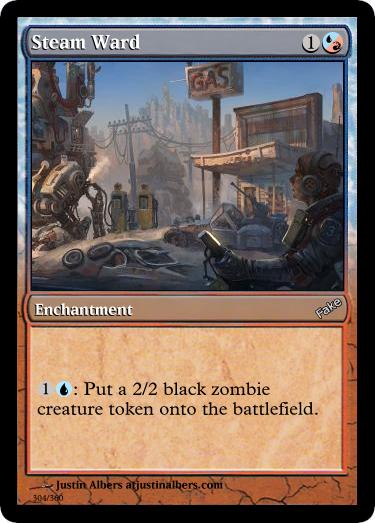 Steam Ward 1
GAS
Enchantment
Fake
1: Put a 2/2 black zombie
creature token onto the battlefield.
Justin Albers artjustinalbers.com
304/360